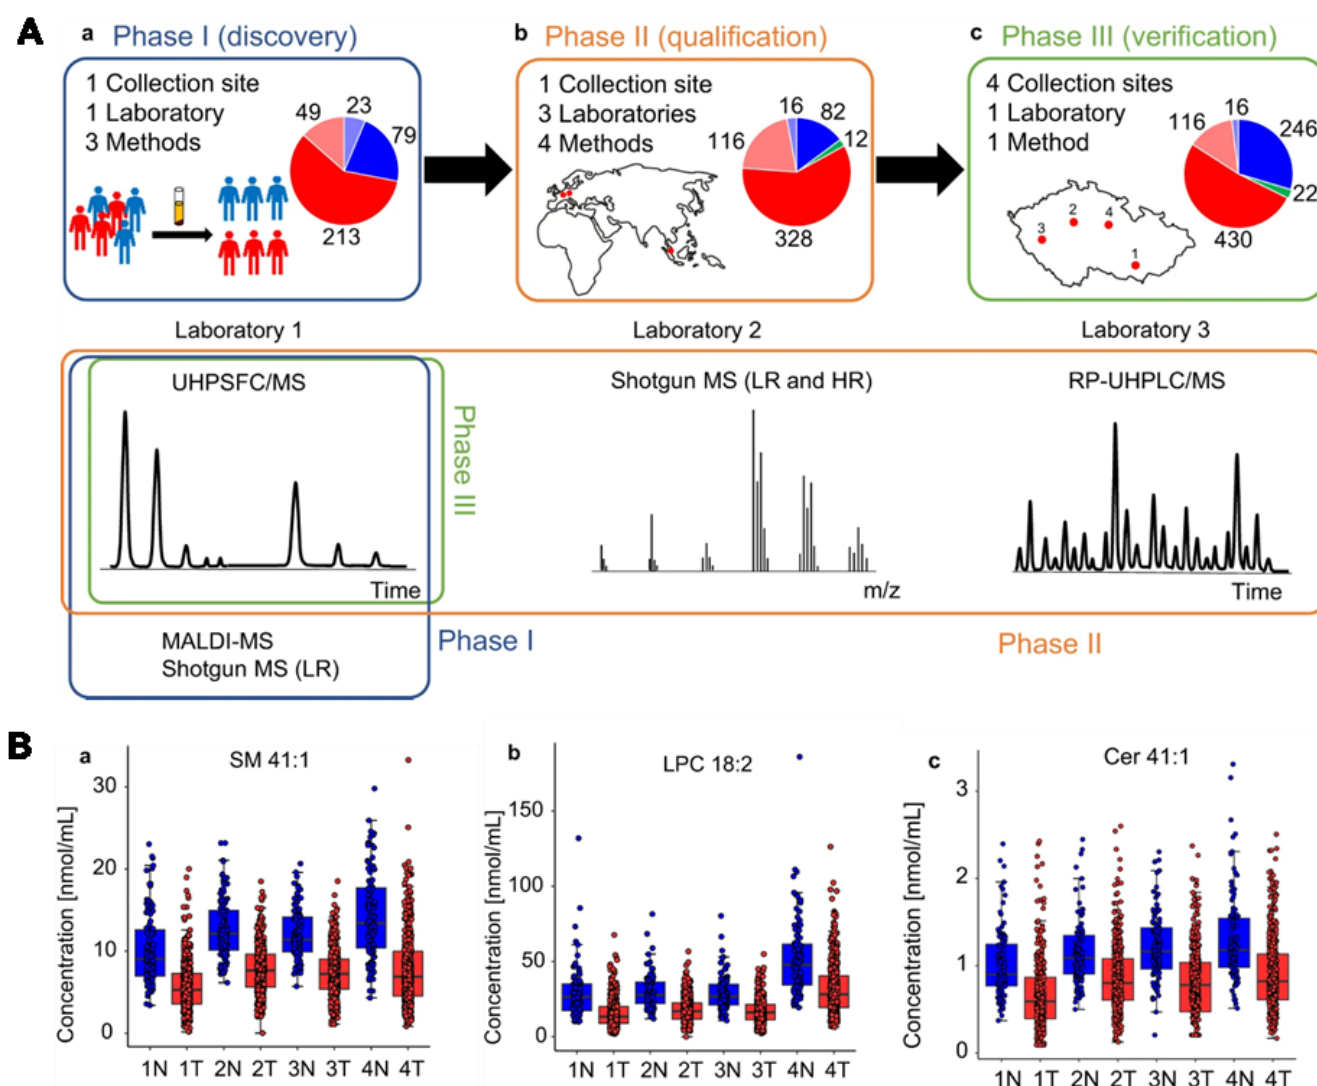 A
a Phase I (discovery)
1 Collection site
1 Laboratory
3 Methods
49
23
79
213
b Phase II (qualification)
1 Collection site
3 Laboratories
4 Methods
16
82
116
12
328
c Phase III (verification)
4 Collection sites
1 Laboratory
1 Method
16
116
246
22
430
2
4
3
1
Laboratory 1
Laboratory 2
Laboratory 3
UHPSFC/MS
Shotgun MS (LR and HR)
RP-UHPLC/MS
Phase III
Time
m/z
Time
MALDI-MS
Shotgun MS (LR)
Phase I
Phase II
B
a
SM 41:1
Concentration [nmol/mL]
30
20
10
0
1N 1T 2N 2T 3N 3T 4N 4T
b
LPC 18:2
Concentration [nmol/mL]
150
100
50
0
1N 1T 2N 2T 3N 3T 4N 4T
c
Cer 41:1
Concentration [nmol/mL]
3
2
1
0
1N 1T 2N 2T 3N 3T 4N 4T